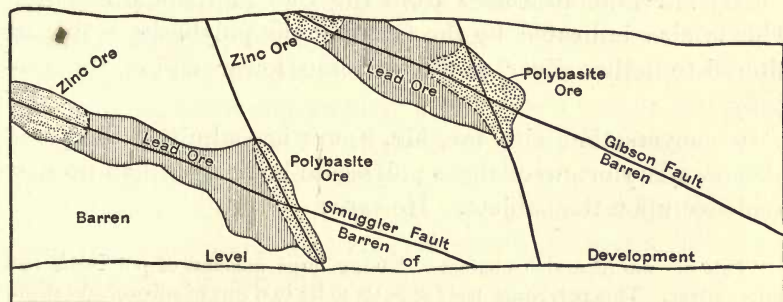 Zinc Ore
Zinc Ore
Lead Ore
Polybasite
Ore
Lead Ore
Polybasite
Ore
Gibson Fault
Barren
Barren
Smuggler Fault
Barren
Level of Development